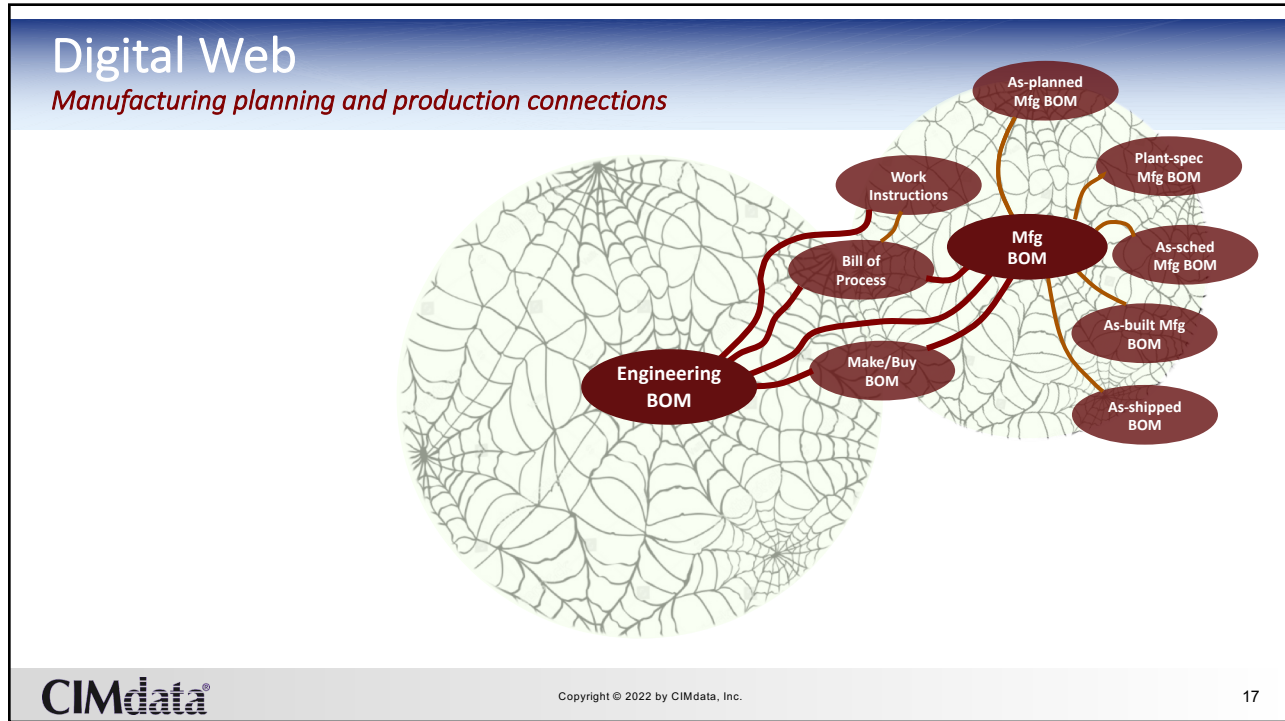 Digital Web
Manufacturing planning and production connections
As-planned
Mfg BOM
Plant-spec
Mfg BOM
Work
Instructions
Mfg
BOM
As-sched
Mfg BOM
Bill of
Process
As-built Mfg
BOM
Make/Buy
BOM
Engineering
BOM
As-shipped
BOM
CIMdata®
Copyright © 2022 by CIMdata, Inc.
17